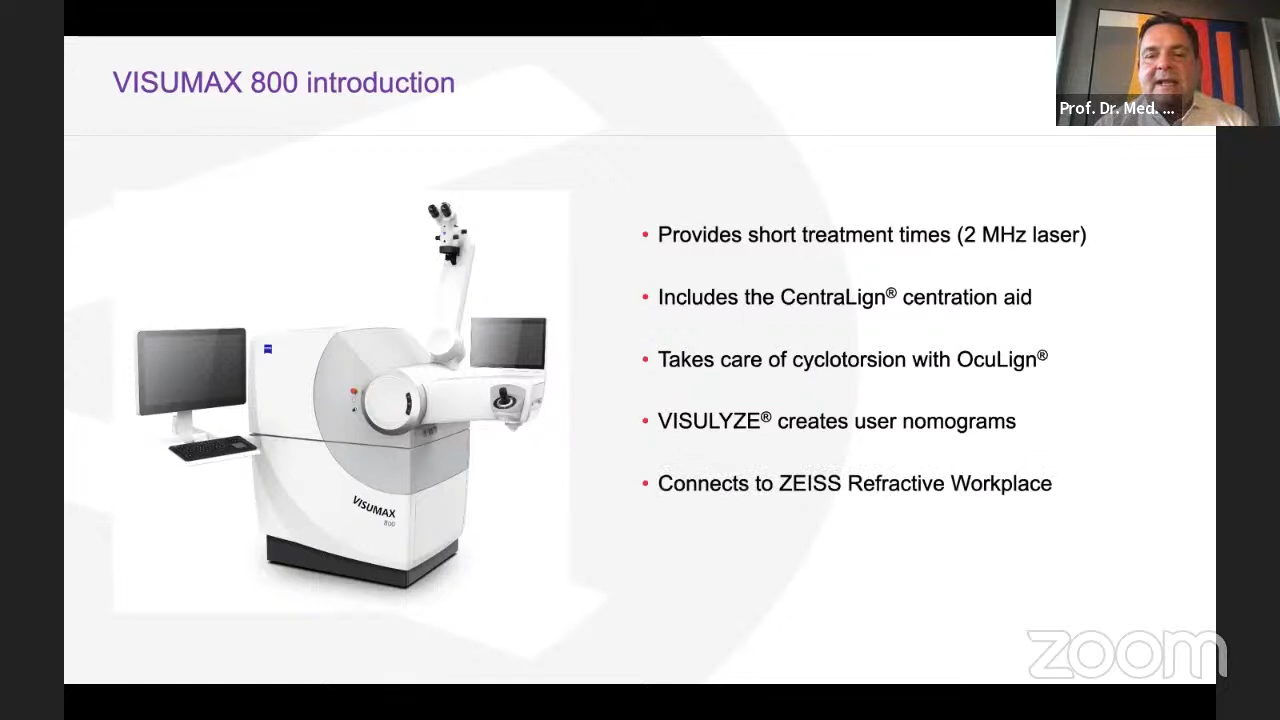 VISUMAX 800 introduction
Prof. Dr. Med. ...
• Provides short treatment times (2 MHz laser)
• Includes the CentraLign® centration aid
• Takes care of cyclotorsion with OcuLign®
• VISULYZE® creates user nomograms
• Connects to ZEISS Refractive Workplace
VISUMAX
800
zoom